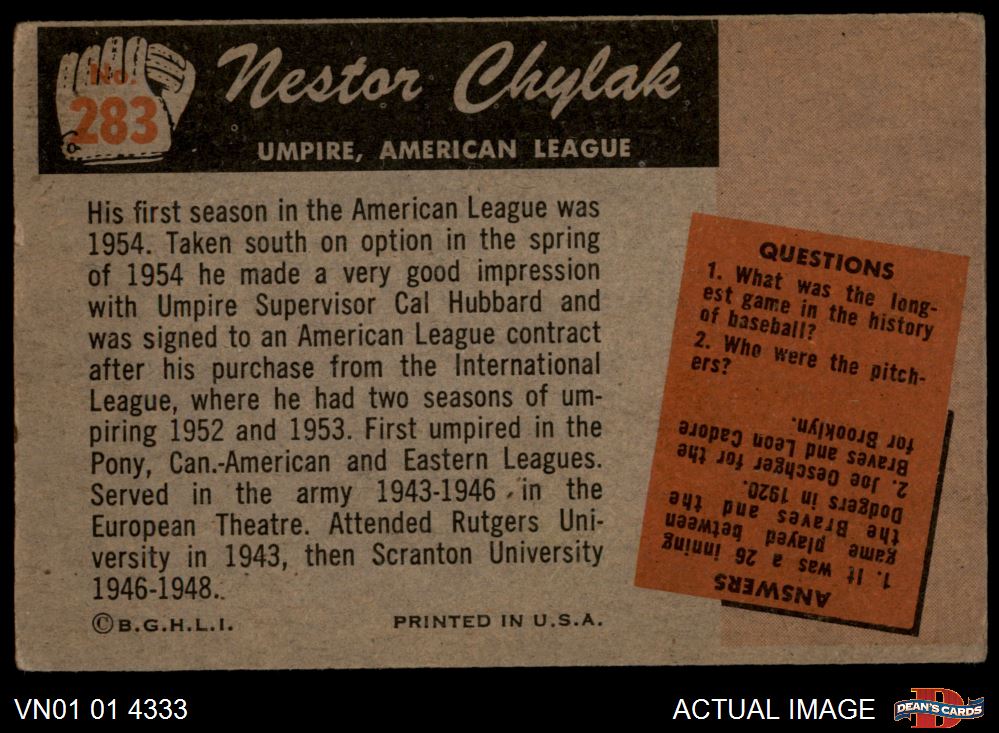 No.
283
Nestor Chylak
UMPIRE, AMERICAN LEAGUE
His first season in the American League was
1954. Taken south on option in the spring
of 1954 he made a very good impression
with Umpire Supervisor Cal Hubbard and
was signed to an American League contract
after his purchase from the International
League, where he had two seasons of um-
piring 1952 and 1953. First umpired in the
Pony, Can.-American and Eastern Leagues.
Served in the army 1943-1946 in the
European Theatre. Attended Rutgers Uni-
versity in 1943, then Scranton University
1946-1948.
©B.G.H.L.I.
PRINTED IN U.S.A.
QUESTIONS
1. What was the long-
est game in the history
of baseball?
2. Who were the pitch-
ers?
ANSWERS
1. It was a 26 inning
game played between
the Braves and the
Dodgers in 1920.
2. Joe Oeschger for the
Braves and Leon Cadore
for Brooklyn.
VN01 01 4333
ACTUAL IMAGE
DEAN'S CARDS